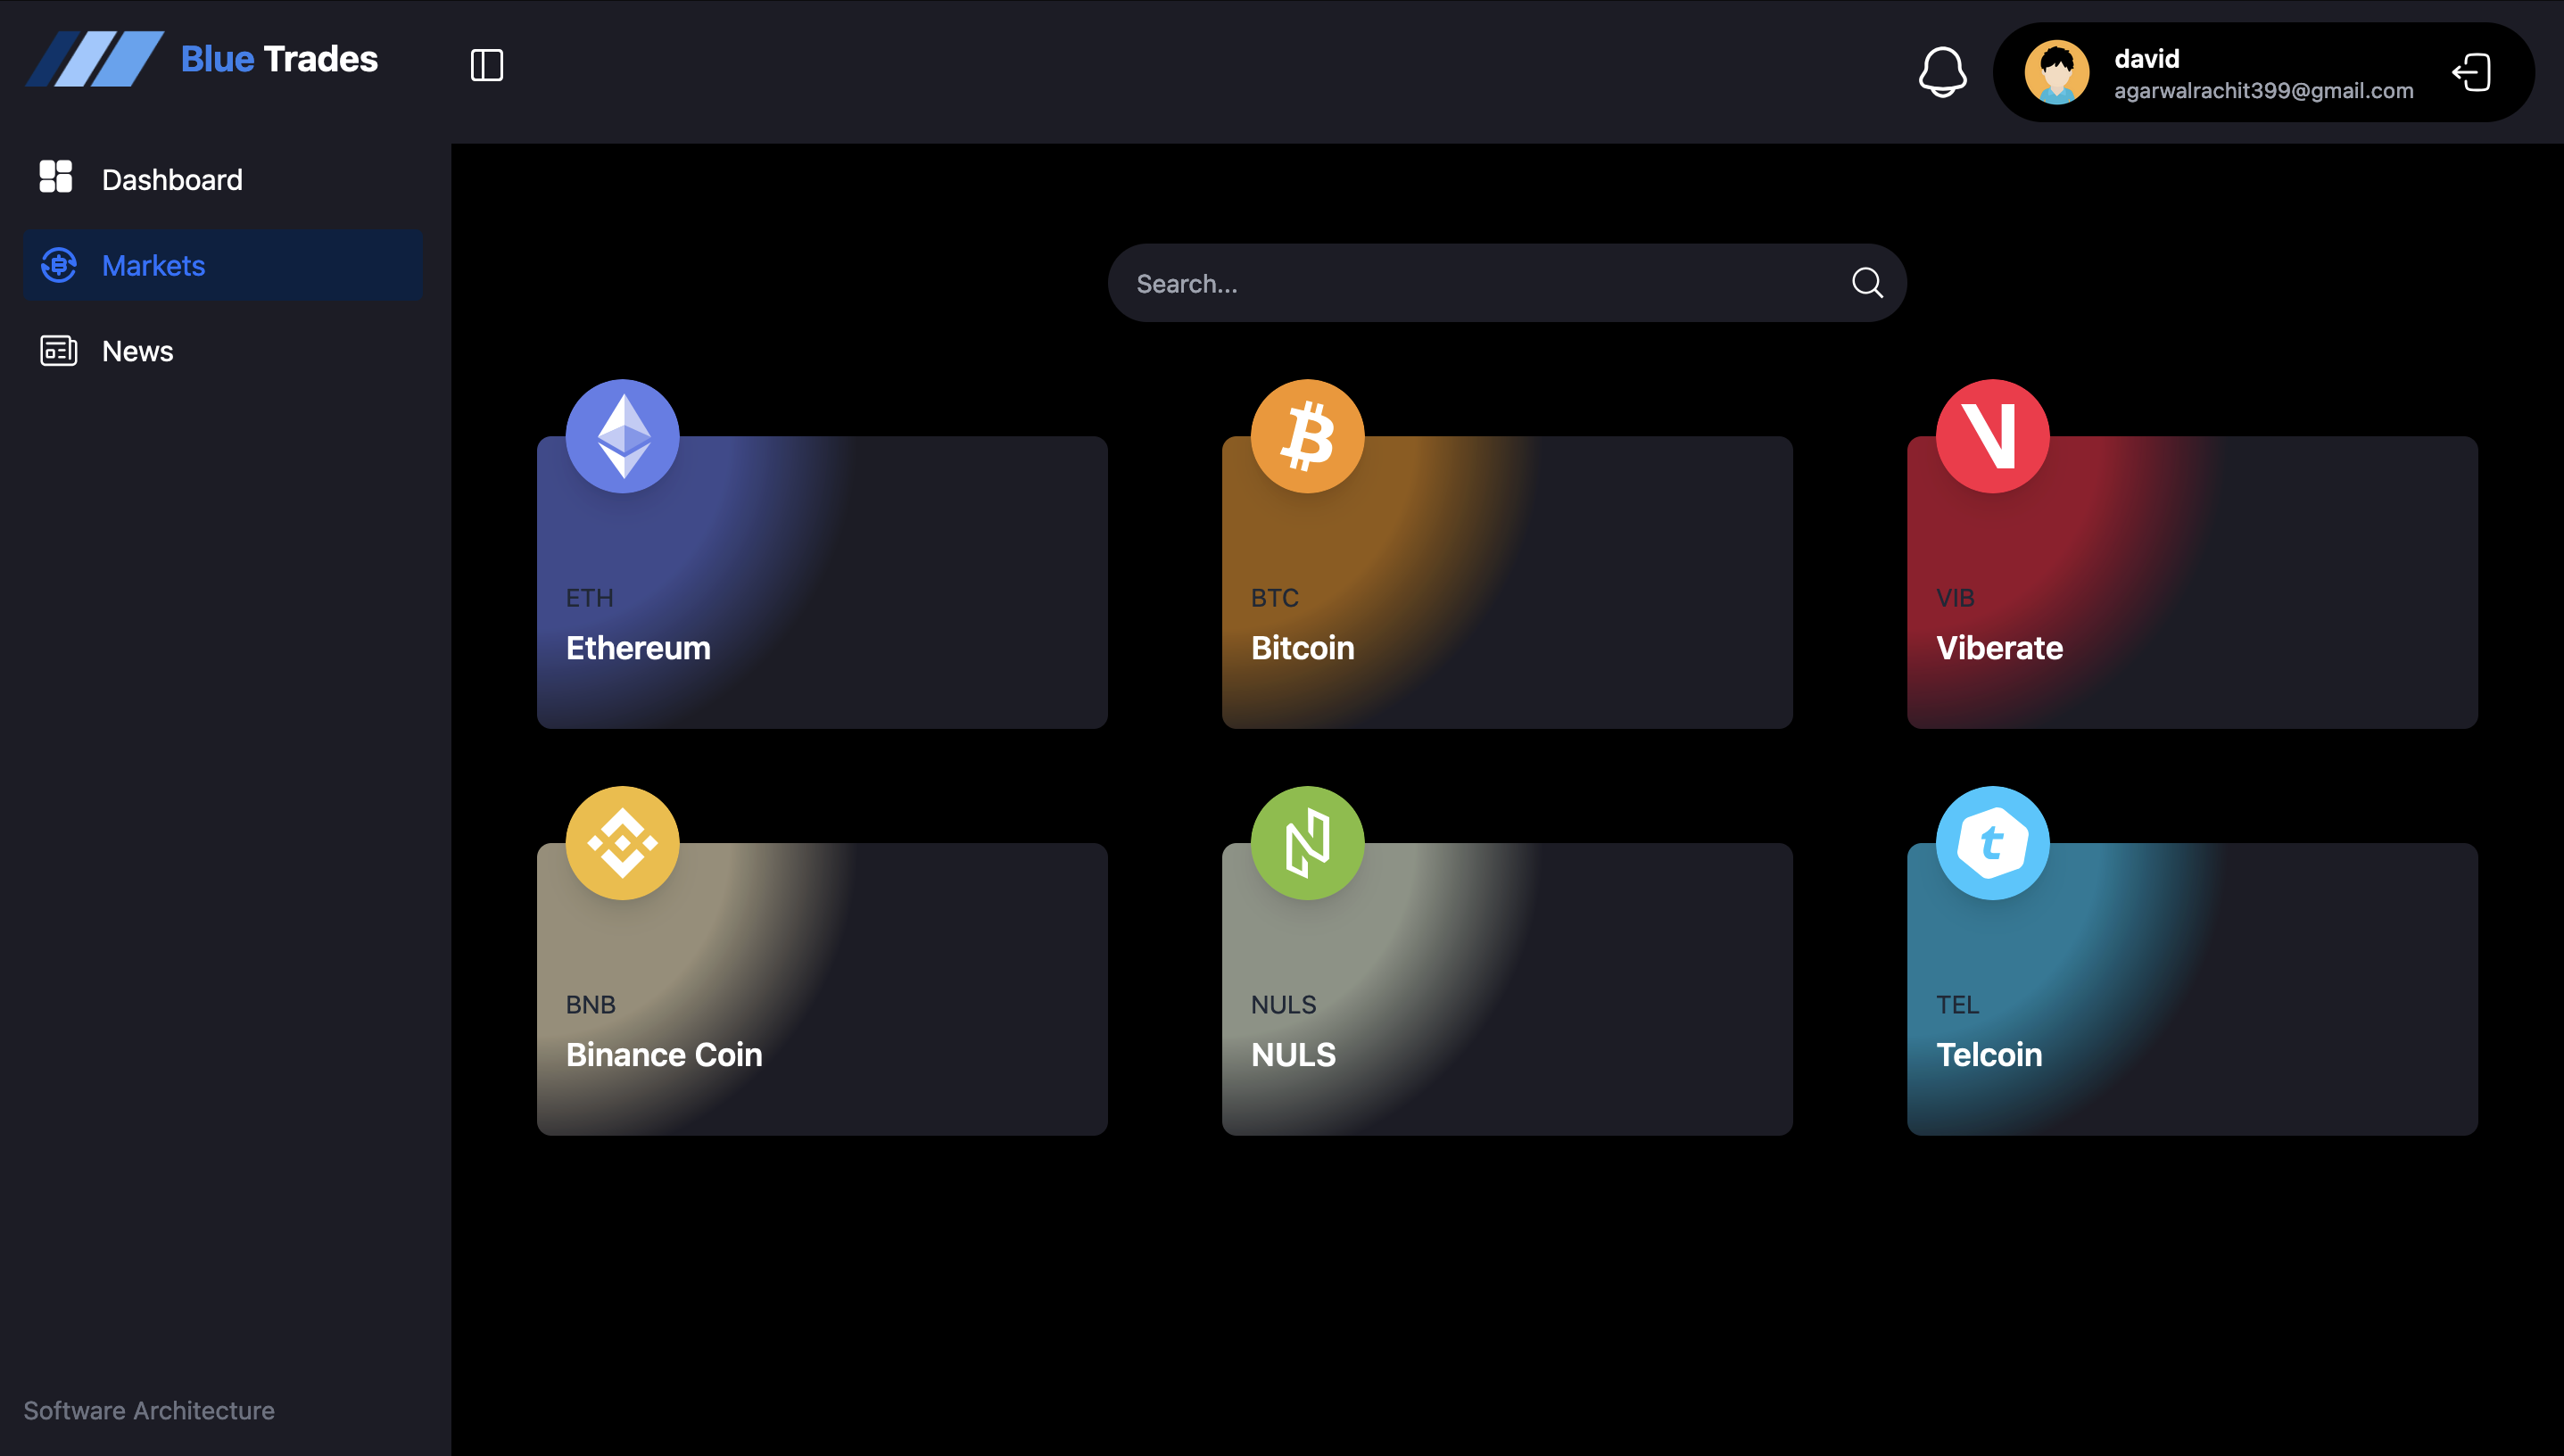 Blue Trades
david
agarwalrachit399@gmail.com
Dashboard
Markets
News
Search...
ETH
Ethereum
BTC
Bitcoin
VIB
Viberate
BNB
Binance Coin
NULS
NULS
TEL
Telcoin
Software Architecture